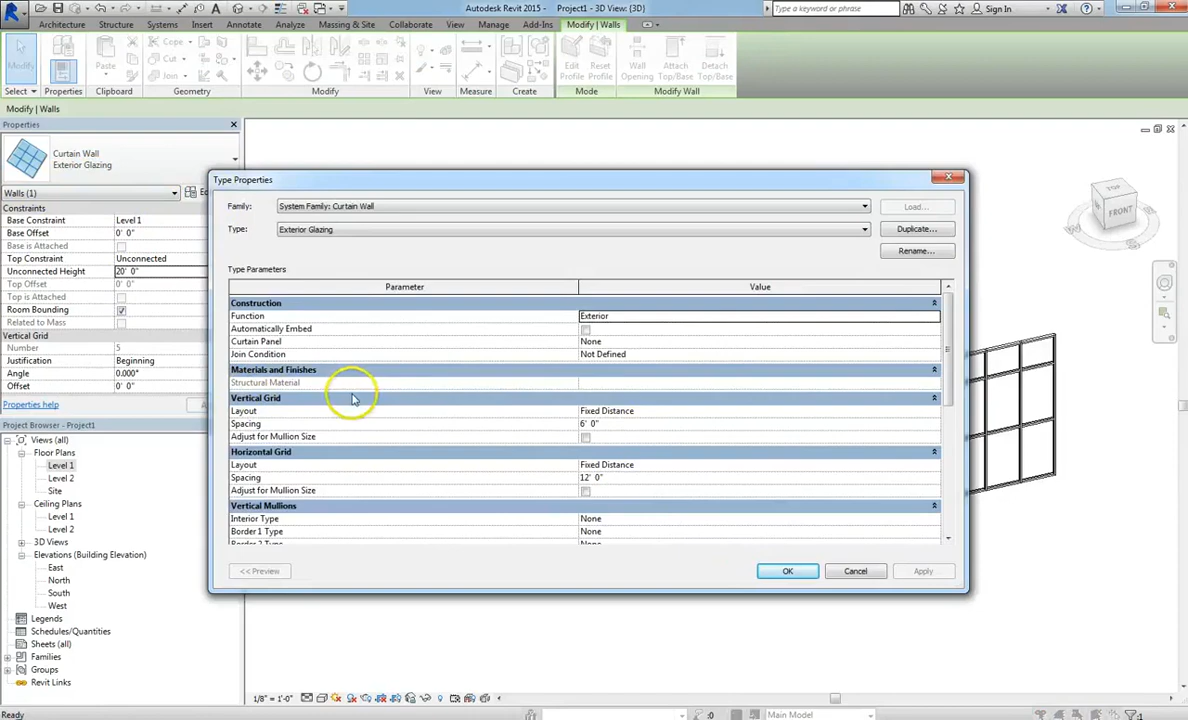 Autodesk Revit 2015 - Project1 - 3D View: {3D}
Type a keyword or phrase
Sign In
Architecture Structure Systems Insert Annotate Analyze Massing & Site Collaborate View Manage Add-Ins Modify | Walls
Modify
Paste
Cope
Cut
Join
Edit Profile
Reset Profile
Wall Opening
Attach Top/Base
Detach Top/Base
Select Properties Clipboard Geometry Modify View Measure Create Mode Modify Wall
Modify | Walls
Properties
Curtain Wall
Exterior Glazing
Walls (1)
Constraints
Base Constraint Level 1
Base Offset 0' 0"
Base is Attached
Top Constraint Unconnected
Unconnected Height 20' 0"
Top Offset 0' 0"
Top is Attached
Room Bounding
Related to Mass
Vertical Grid
Number 5
Justification Beginning
Angle 0.000°
Offset 0' 0"
Properties help
Project Browser - Project1
Views (all)
Floor Plans
Level 1
Level 2
Site
Ceiling Plans
Level 1
Level 2
3D Views
Elevations (Building Elevation)
East
North
South
West
Legends
Schedules/Quantities
Sheets (all)
Families
Groups
Revit Links
Type Properties
Family: System Family: Curtain Wall Load...
Type: Exterior Glazing Duplicate...
Rename...
Type Parameters
Parameter Value
Construction
Function Exterior
Automatically Embed
Curtain Panel None
Join Condition Not Defined
Materials and Finishes
Structural Material
Vertical Grid
Layout Fixed Distance
Spacing 6' 0"
Adjust for Mullion Size
Horizontal Grid
Layout Fixed Distance
Spacing 12' 0"
Adjust for Mullion Size
Vertical Mullions
Interior Type None
Border 1 Type None
<< Preview OK Cancel Apply
TOP
FRONT
1/8" = 1'-0"
Ready
:0
Main Model
:1